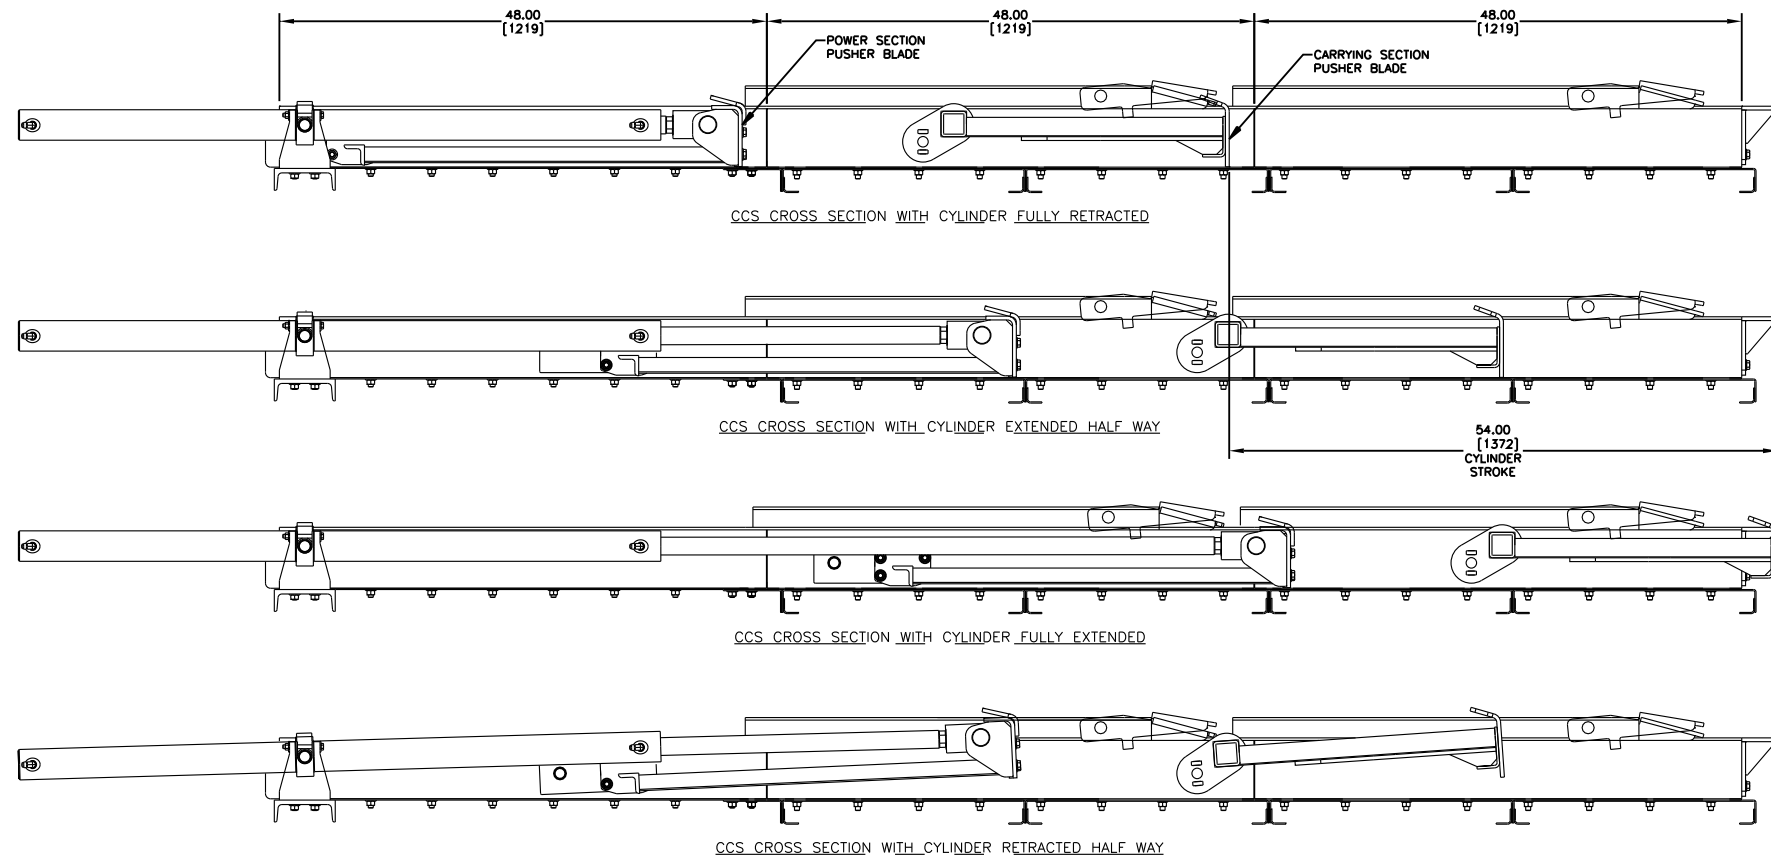 48.00
[1219]
48.00
[1219]
48.00
[1219]
POWER SECTION
PUSHER BLADE
CARRYING SECTION
PUSHER BLADE
CCS CROSS SECTION WITH CYLINDER FULLY RETRACTED
CCS CROSS SECTION WITH CYLINDER EXTENDED HALF WAY
54.00
[1372]
CYLINDER
STROKE
CCS CROSS SECTION WITH CYLINDER FULLY EXTENDED
CCS CROSS SECTION WITH CYLINDER RETRACTED HALF WAY